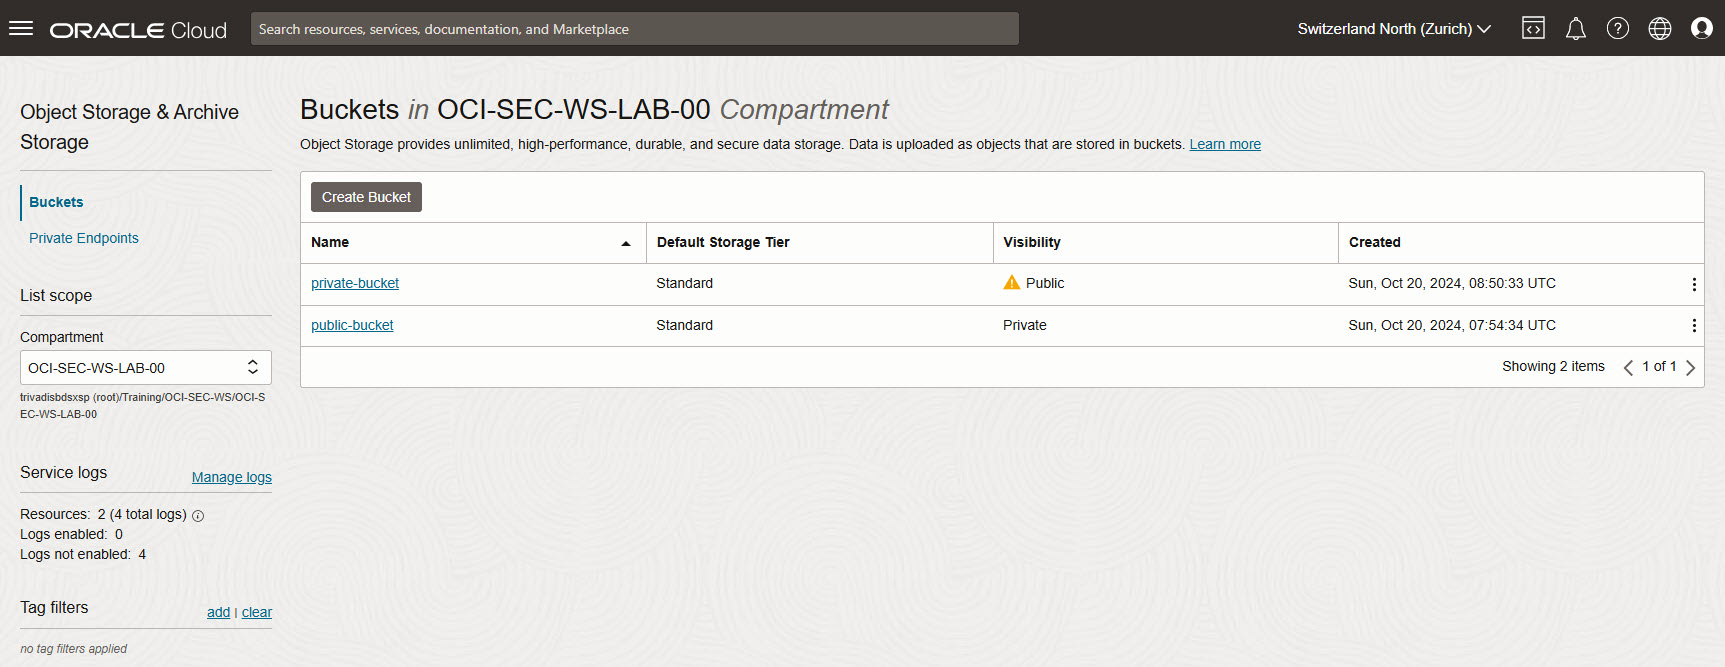 ORACLE Cloud
Search resources, services, documentation, and Marketplace
Switzerland North (Zurich)
Object Storage & Archive
Storage
Buckets
Private Endpoints
List scope
Compartment
OCI-SEC-WS-LAB-00
trivadisbdsxsp (root)/Training/OCI-SEC-WS/OCI-S
EC-WS-LAB-00
Service logs
Manage logs
Resources: 2 (4 total logs)
Logs enabled: 0
Logs not enabled: 4
Tag filters
add | clear
no tag filters applied
Buckets in OCI-SEC-WS-LAB-00 Compartment
Object Storage provides unlimited, high-performance, durable, and secure data storage. Data is uploaded as objects that are stored in buckets. Learn more
Create Bucket
Name Default Storage Tier Visibility Created
private-bucket Standard Public Sun, Oct 20, 2024, 08:50:33 UTC
public-bucket Standard Private Sun, Oct 20, 2024, 07:54:34 UTC
Showing 2 items 1 of 1